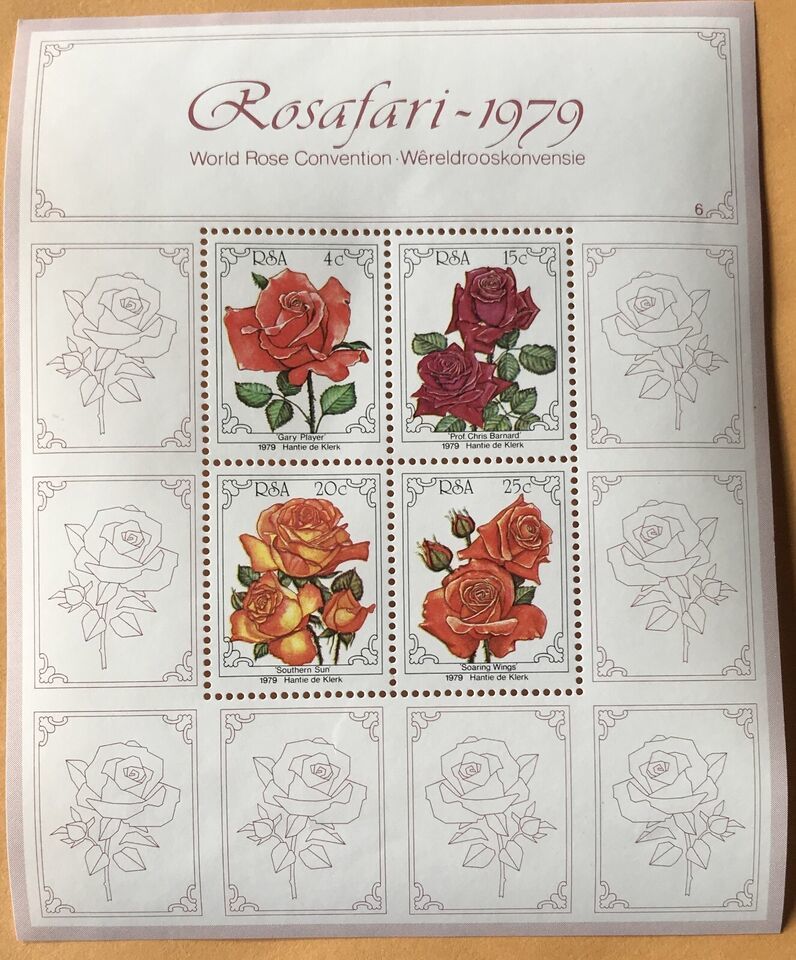 Rosafari-1979
World Rose Convention·Wêreldrooskonvensie
6
RSA 4c
'Gary Player'
1979 Hantie de Klerk
RSA 15c
'Prof. Chris Barnard'
1979 Hantie de Klerk
RSA 20c
'Southern Sun'
1979 Hantie de Klerk
RSA 25c
'Soaring Wings'
1979 Hantie de Klerk